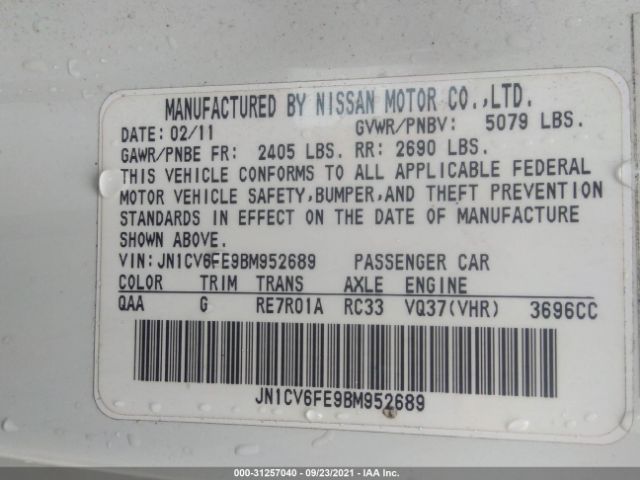 MANUFACTURED BY NISSAN MOTOR CO.,LTD.
DATE: 02/11 GVWR/PNBV: 5079 LBS.
GAWR/PNBE FR: 2405 LBS. RR: 2690 LBS.
THIS VEHICLE CONFORMS TO ALL APPLICABLE FEDERAL
MOTOR VEHICLE SAFETY,BUMPER,AND THEFT PREVENTION
STANDARDS IN EFFECT ON THE DATE OF MANUFACTURE
SHOWN ABOVE.
VIN:JN1CV6FE9BM952689 PASSENGER CAR
COLOR TRIM TRANS AXLE ENGINE
QAA G RE7R01A RC33 VQ37(VHR) 3696CC
JN1CV6FE9BM952689
000-31257040 - 09/23/2021 - IAA Inc.